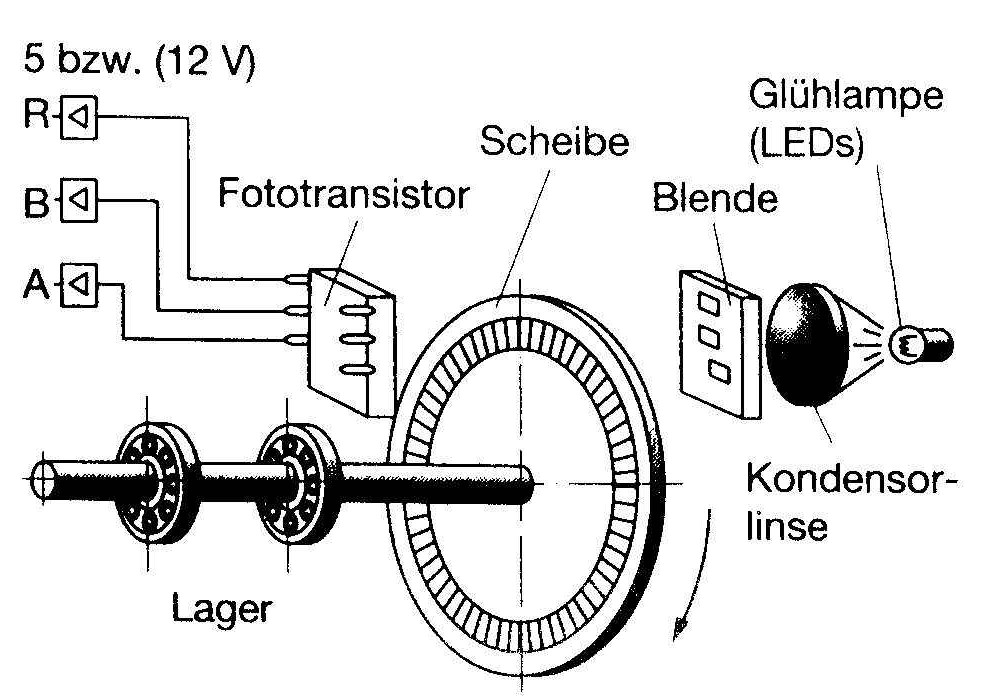 5 bzw. (12 V)
R
B
A
Fototransistor
Scheibe
Blende
Glühlampe
(LEDs)
Kondensor-
linse
Lager